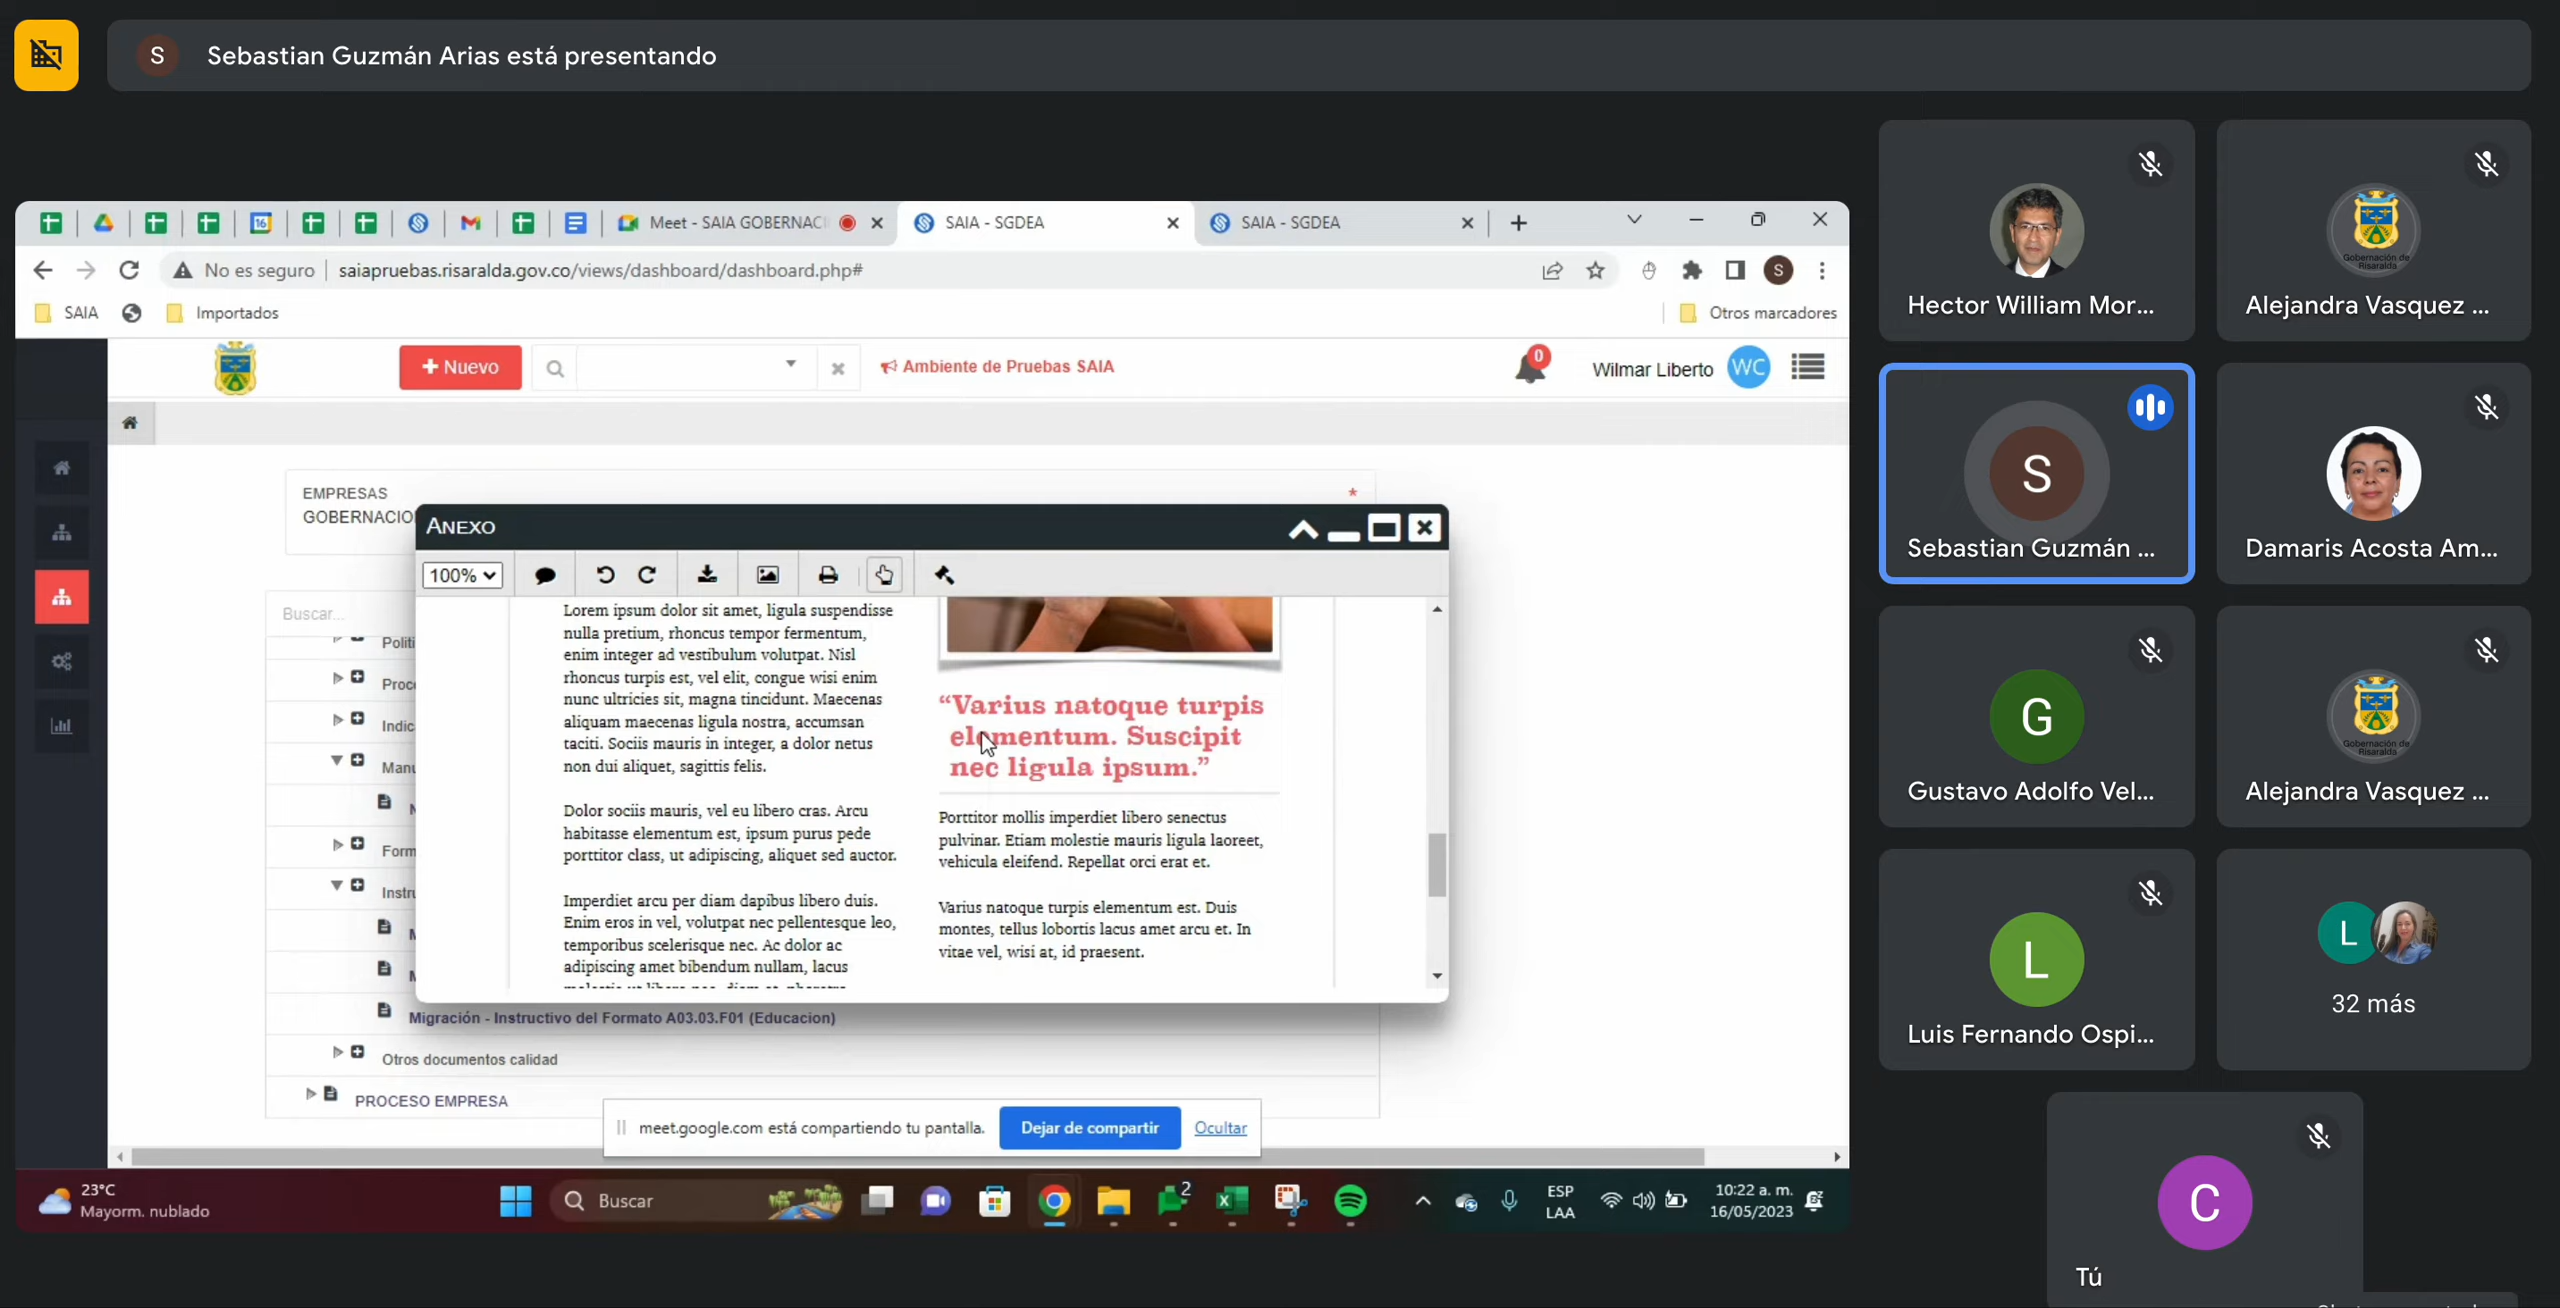 S Sebastian Guzmán Arias está presentando
Meet - SAIA GOBERNACI
SAIA - SGDEA
SAIA - SGDEA
No es seguro saiapruebas.risaralda.gov.co/views/dashboard/dashboard.php#
S
SAIA
Importados
Otros marcadores
Nuevo
Ambiente de Pruebas SAIA
0
Wilmar Liberto WC
EMPRESAS *
GOBERNACIO
Buscar...
Politi
Proce
Indic
Manu
N
Form
Instru
M
M
Migración - Instructivo del Formato A03.03.F01 (Educacion)
Otros documentos calidad
PROCESO EMPRESA
ANEXO
100%
Lorem ipsum dolor sit amet, ligula suspendisse
nulla pretium, rhoncus tempor fermentum,
enim integer ad vestibulum volutpat. Nisl
rhoncus turpis est, vel elit, congue wisi enim
nunc ultricies sit, magna tincidunt. Maecenas
aliquam maecenas ligula nostra, accumsan
taciti. Sociis mauris in integer, a dolor netus
non dui aliquet, sagittis felis.
Dolor sociis mauris, vel eu libero cras. Arcu
habitasse elementum est, ipsum purus pede
porttitor class, ut adipiscing, aliquet sed auctor.
Imperdiet arcu per diam dapibus libero duis.
Enim eros in vel, volutpat nec pellentesque leo,
temporibus scelerisque nec. Ac dolor ac
adipiscing amet bibendum nullam, lacus
“Varius natoque turpis
elementum. Suscipit
nec ligula ipsum.”
Porttitor mollis imperdiet libero senectus
pulvinar. Etiam molestie mauris ligula laoreet,
vehicula eleifend. Repellat orci erat et.
Varius natoque turpis elementum est. Duis
montes, tellus lobortis lacus amet arcu et. In
vitae vel, wisi at, id praesent.
meet.google.com está compartiendo tu pantalla. Dejar de compartir Ocultar
23°C
Mayorm. nublado
Buscar
2
ESP
LAA
10:22 a. m.
16/05/2023
Hector William Mor...
Gobernación de
Risaralda
Alejandra Vasquez ...
S
Sebastian Guzmán ...
Damaris Acosta Am...
G
Gustavo Adolfo Vel...
Gobernación de
Risaralda
Alejandra Vasquez ...
L
Luis Fernando Ospi...
L
32 más
C
Tú